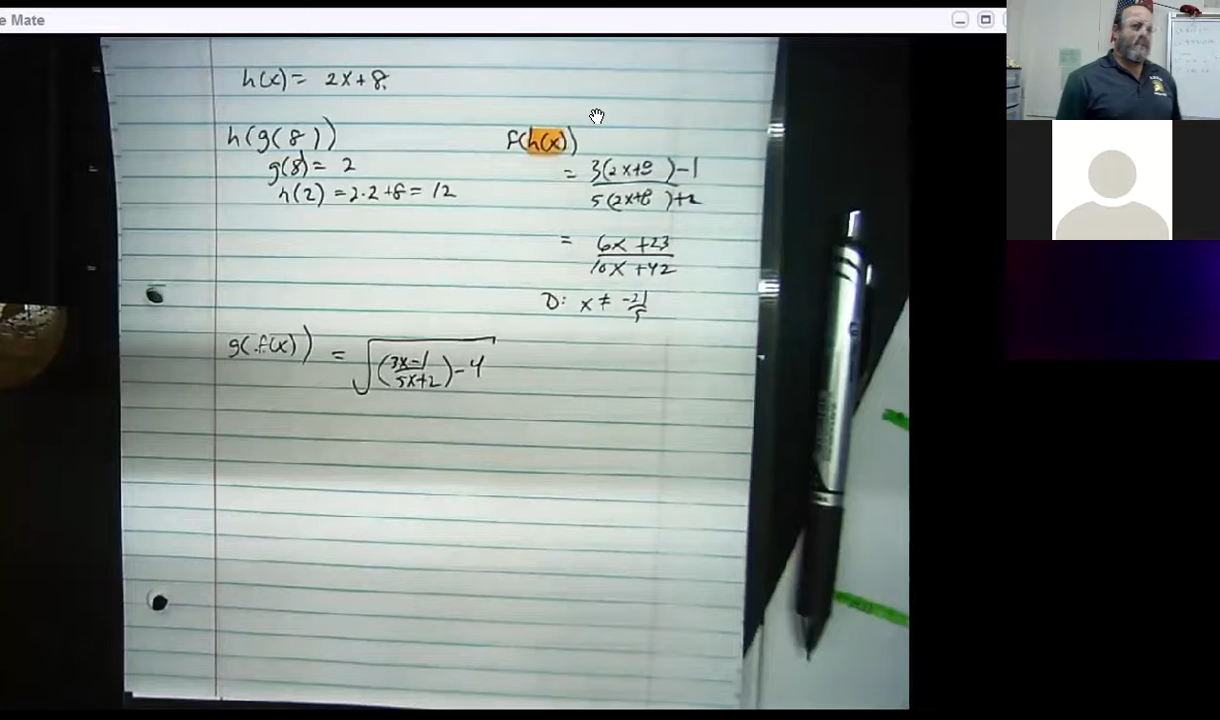 e Mate
h(x) = 2x+8
h(g(8))
g(8) = 2
h(2) = 2·2+8 = 12
f(h(x))
= 3(2x+8 )-1
5(2x+8 )+2
= 6x +23
10x +42
D: x ≠ -21
5
g(f(x)) = √(3x-1
5x+2)-4